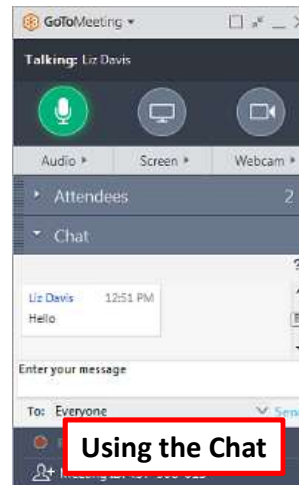 GoToMeeting
Talking: Liz Davis
Audio Screen Webcam
Attendees 2
Chat
?
Liz Davis 12:51 PM
Hello
Enter your message
To: Everyone Send
Using the Chat